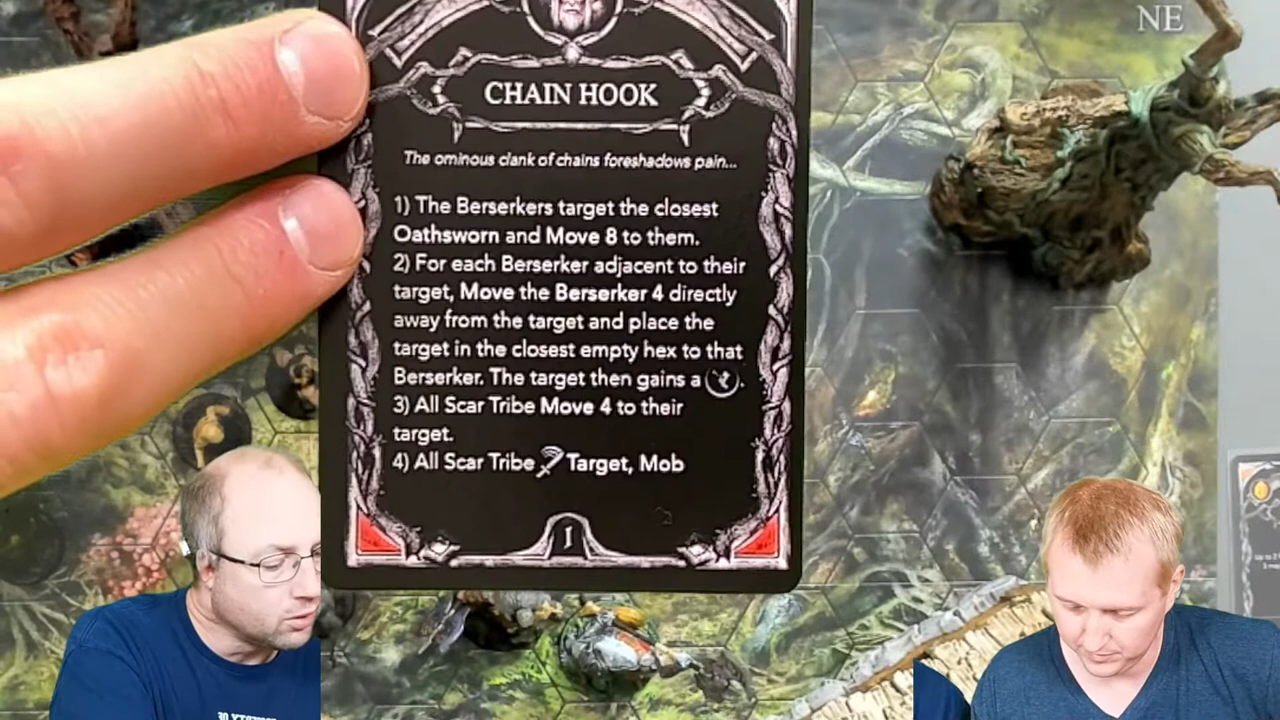 NE
CHAIN HOOK
The ominous clank of chains foreshadows pain...
1) The Berserkers target the closest
Oathsworn and Move 8 to them.
2) For each Berserker adjacent to their
target, Move the Berserker 4 directly
away from the target and place the
target in the closest empty hex to that
Berserker. The target then gains a .
3) All Scar Tribe Move 4 to their
target.
4) All Scar Tribe Target, Mob
I